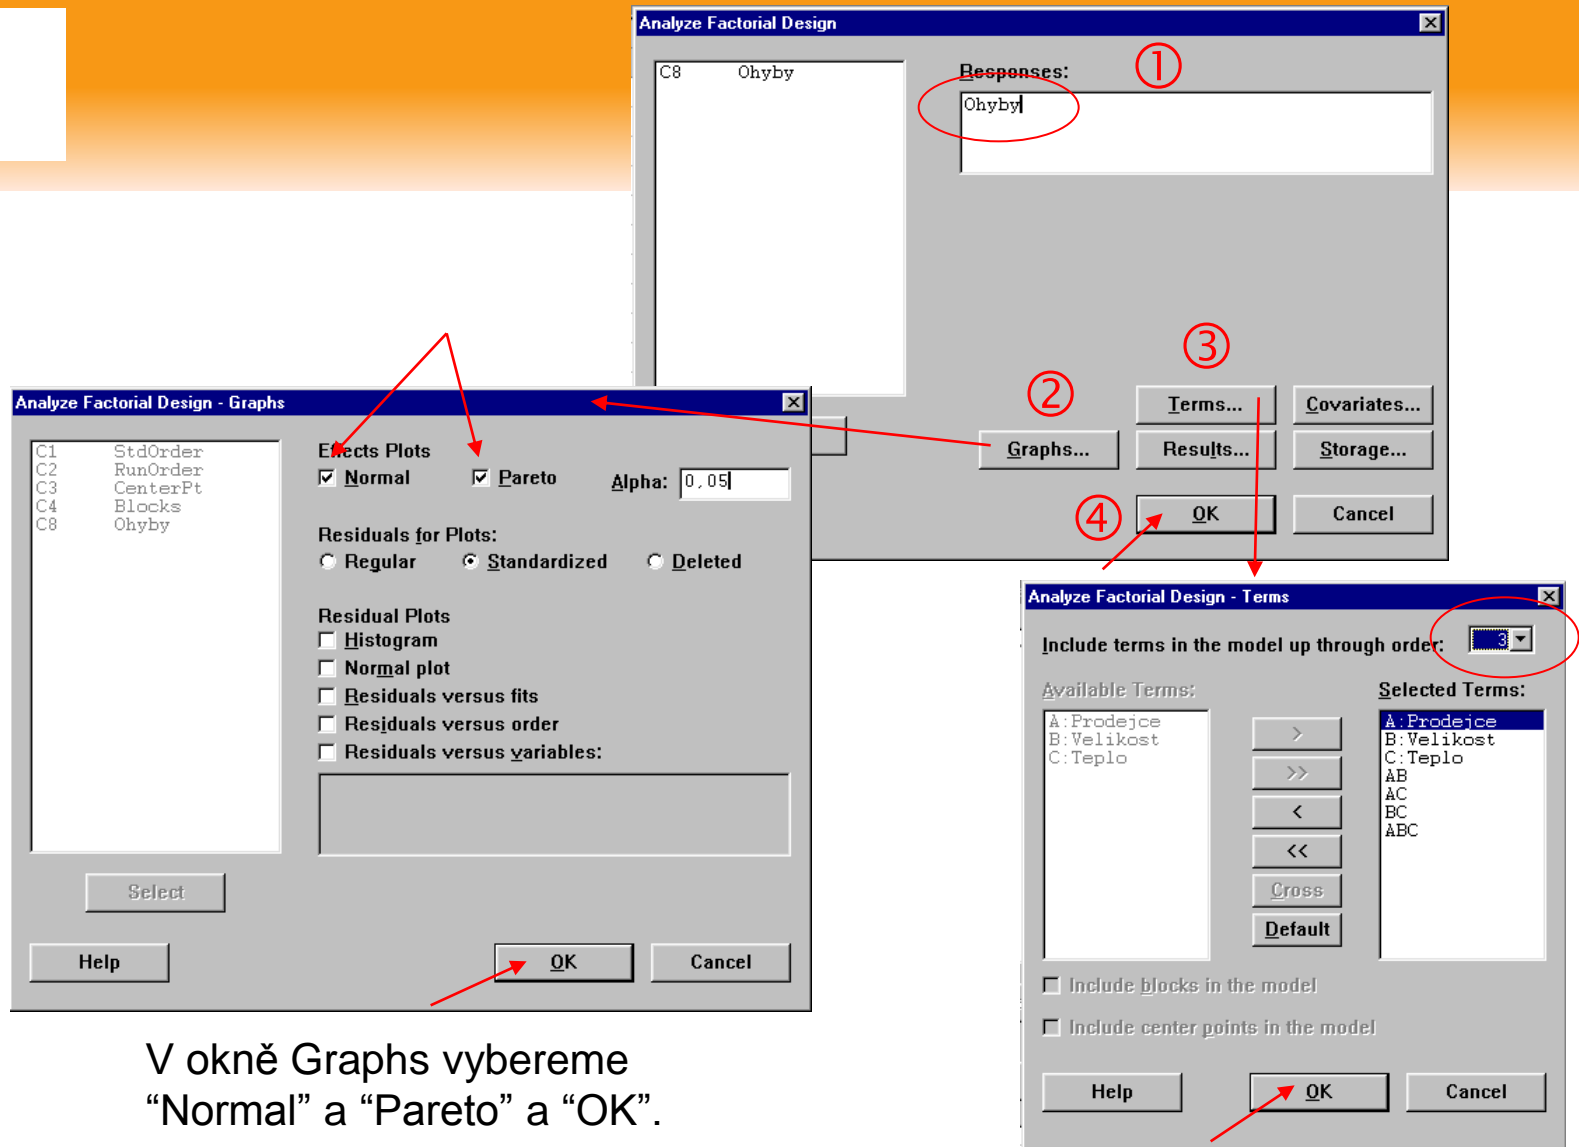 Analyze Factorial Design
C8 Ohyby
Responses:
①
Ohyby
③
②
Terms...
Covariates...
Graphs...
Results...
Storage...
④
OK
Cancel
Analyze Factorial Design - Graphs
C1 StdOrder
C2 RunOrder
C3 CenterPt
C4 Blocks
C8 Ohyby
Effects Plots
Normal
Pareto
Alpha: 0,05
Residuals for Plots:
Regular
Standardized
Deleted
Residual Plots
Histogram
Normal plot
Residuals versus fits
Residuals versus order
Residuals versus variables:
Select
Help
OK
Cancel
Analyze Factorial Design - Terms
Include terms in the model up through order: 3
Available Terms:
A:Prodejce
B:Velikost
C:Teplo
>
>>
<
<<
Cross
Default
Selected Terms:
A:Prodejce
B:Velikost
C:Teplo
AB
AC
BC
ABC
Include blocks in the model
Include center points in the model
Help
OK
Cancel
V okně Graphs vybereme
“Normal” a “Pareto” a “OK”.